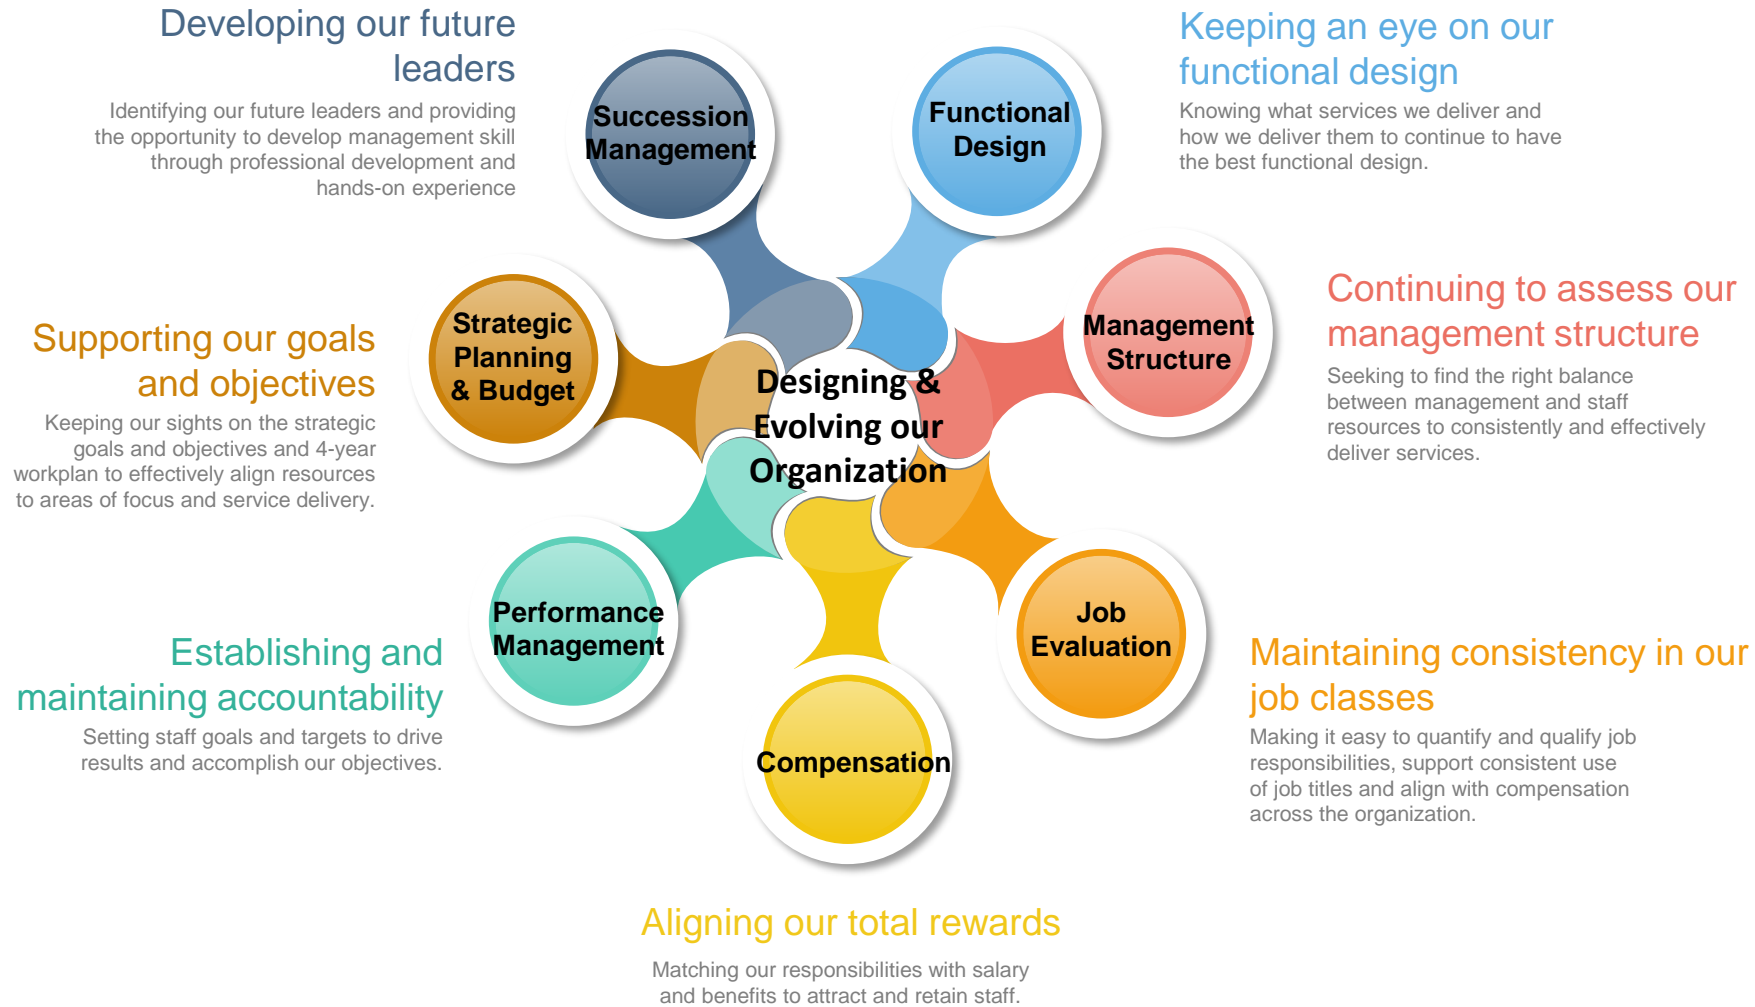 Developing our future
leaders
Identifying our future leaders and providing
the opportunity to develop management skill
through professional development and
hands-on experience
Succession
Management
Functional
Design
Keeping an eye on our
functional design
Knowing what services we deliver and
how we deliver them to continue to have
the best functional design.
Supporting our goals
and objectives
Keeping our sights on the strategic
goals and objectives and 4-year
workplan to effectively align resources
to areas of focus and service delivery.
Strategic
Planning
& Budget
Designing &
Evolving our
Organization
Management
Structure
Continuing to assess our
management structure
Seeking to find the right balance
between management and staff
resources to consistently and effectively
deliver services.
Establishing and
maintaining accountability
Setting staff goals and targets to drive
results and accomplish our objectives.
Performance
Management
Compensation
Job
Evaluation
Maintaining consistency in our
job classes
Making it easy to quantify and qualify job
responsibilities, support consistent use
of job titles and align with compensation
across the organization.
Aligning our total rewards
Matching our responsibilities with salary
and benefits to attract and retain staff.